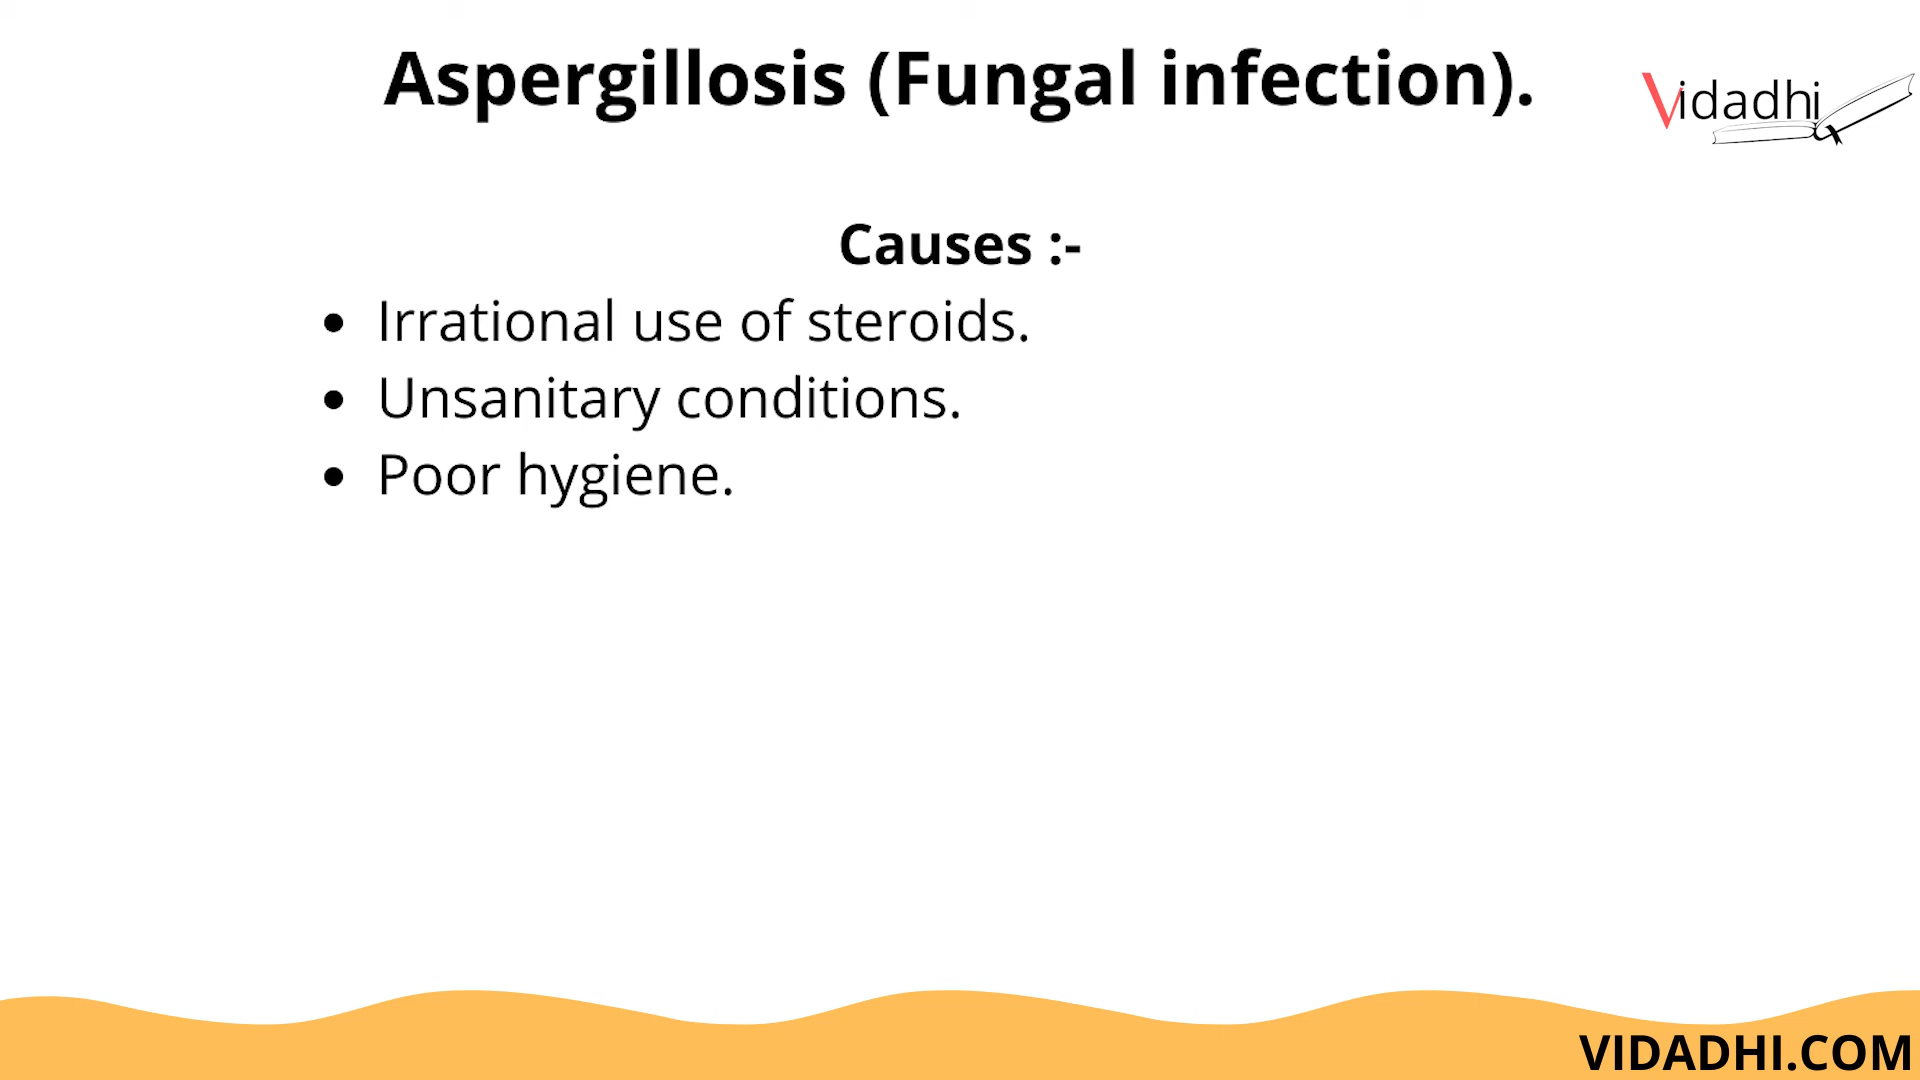 Aspergillosis (Fungal infection).
Vidadhi
Causes :-
• Irrational use of steroids.
• Unsanitary conditions.
• Poor hygiene.
VIDADHI.COM